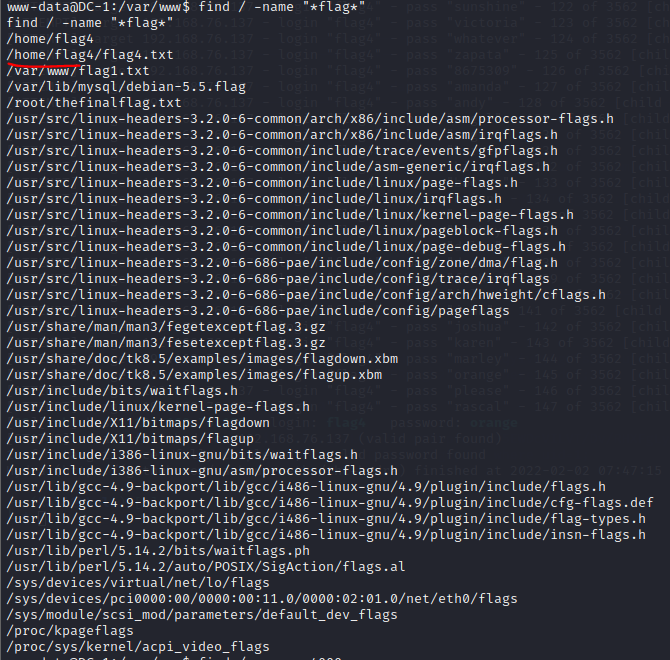 www-data@DC-1:/var/www$ find / -name "*flag*"
find / -name "*flag*"
/home/flag4
/home/flag4/flag4.txt
/var/www/flag1.txt
/var/lib/mysql/debian-5.5.flag
/root/thefinalflag.txt
/usr/src/linux-headers-3.2.0-6-common/arch/x86/include/asm/processor-flags.h
/usr/src/linux-headers-3.2.0-6-common/arch/x86/include/asm/irqflags.h
/usr/src/linux-headers-3.2.0-6-common/include/trace/events/gfpflags.h
/usr/src/linux-headers-3.2.0-6-common/include/asm-generic/irqflags.h
/usr/src/linux-headers-3.2.0-6-common/include/linux/page-flags.h
/usr/src/linux-headers-3.2.0-6-common/include/linux/irqflags.h
/usr/src/linux-headers-3.2.0-6-common/include/linux/kernel-page-flags.h
/usr/src/linux-headers-3.2.0-6-common/include/linux/pageblock-flags.h
/usr/src/linux-headers-3.2.0-6-common/include/linux/page-debug-flags.h
/usr/src/linux-headers-3.2.0-6-686-pae/include/config/zone/dma/flag.h
/usr/src/linux-headers-3.2.0-6-686-pae/include/config/trace/irqflags
/usr/src/linux-headers-3.2.0-6-686-pae/include/config/arch/hweight/cflags.h
/usr/src/linux-headers-3.2.0-6-686-pae/include/config/pageflags
/usr/share/man/man3/fegetexceptflag.3.gz
/usr/share/man/man3/fesetexceptflag.3.gz
/usr/share/doc/tk8.5/examples/images/flagdown.xbm
/usr/share/doc/tk8.5/examples/images/flagup.xbm
/usr/include/bits/waitflags.h
/usr/include/linux/kernel-page-flags.h
/usr/include/X11/bitmaps/flagdown
/usr/include/X11/bitmaps/flagup
/usr/include/i386-linux-gnu/bits/waitflags.h
/usr/include/i386-linux-gnu/asm/processor-flags.h
/usr/lib/gcc-4.9-backport/lib/gcc/i486-linux-gnu/4.9/plugin/include/flags.h
/usr/lib/gcc-4.9-backport/lib/gcc/i486-linux-gnu/4.9/plugin/include/cfg-flags.def
/usr/lib/gcc-4.9-backport/lib/gcc/i486-linux-gnu/4.9/plugin/include/flag-types.h
/usr/lib/gcc-4.9-backport/lib/gcc/i486-linux-gnu/4.9/plugin/include/insn-flags.h
/usr/lib/perl/5.14.2/bits/waitflags.ph
/usr/lib/perl/5.14.2/auto/POSIX/SigAction/flags.al
/sys/devices/virtual/net/lo/flags
/sys/devices/pci0000:00/0000:00:11.0/0000:02:01.0/net/eth0/flags
/sys/module/scsi_mod/parameters/default_dev_flags
/proc/kpageflags
/proc/sys/kernel/acpi_video_flags